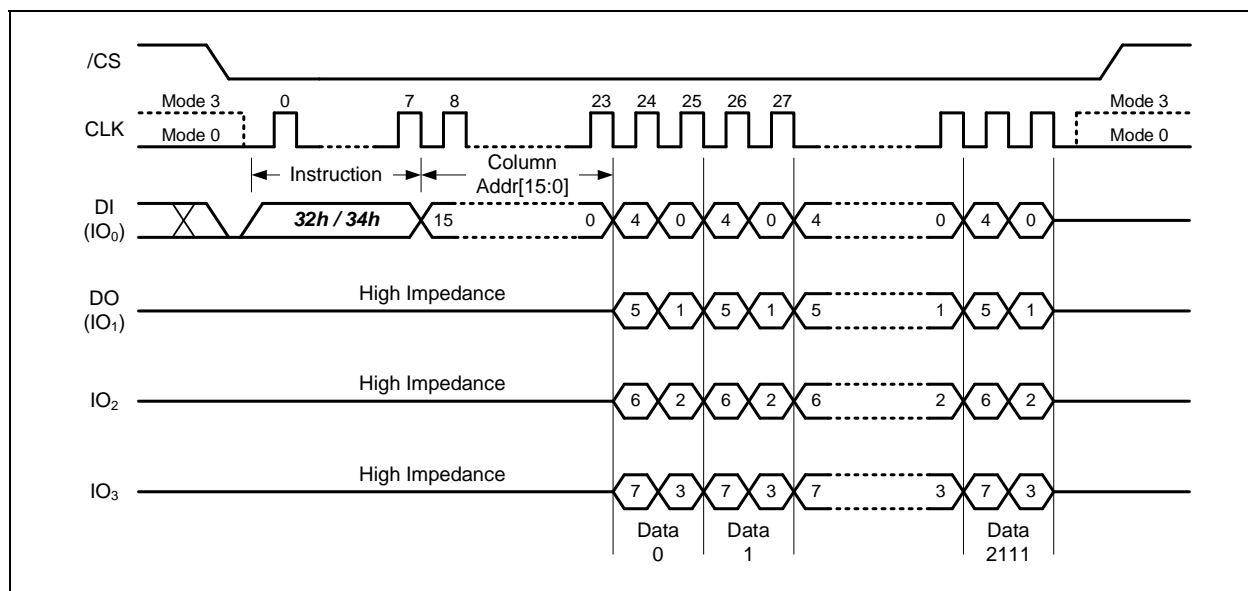 /CS
Mode 3 0 7 8 23 24 25 26 27 Mode 3
CLK Mode 0 Mode 0
Instruction Column
Addr[15:0]
DI
(IO0) 32h / 34h 15 0 4 0 4 0 4 0 4 0
High Impedance
DO
(IO1) 5 1 5 1 5 1 5 1
High Impedance
IO2 6 2 6 2 6 2 6 2
High Impedance
IO3 7 3 7 3 7 3 7 3
Data Data Data
0 1 2111